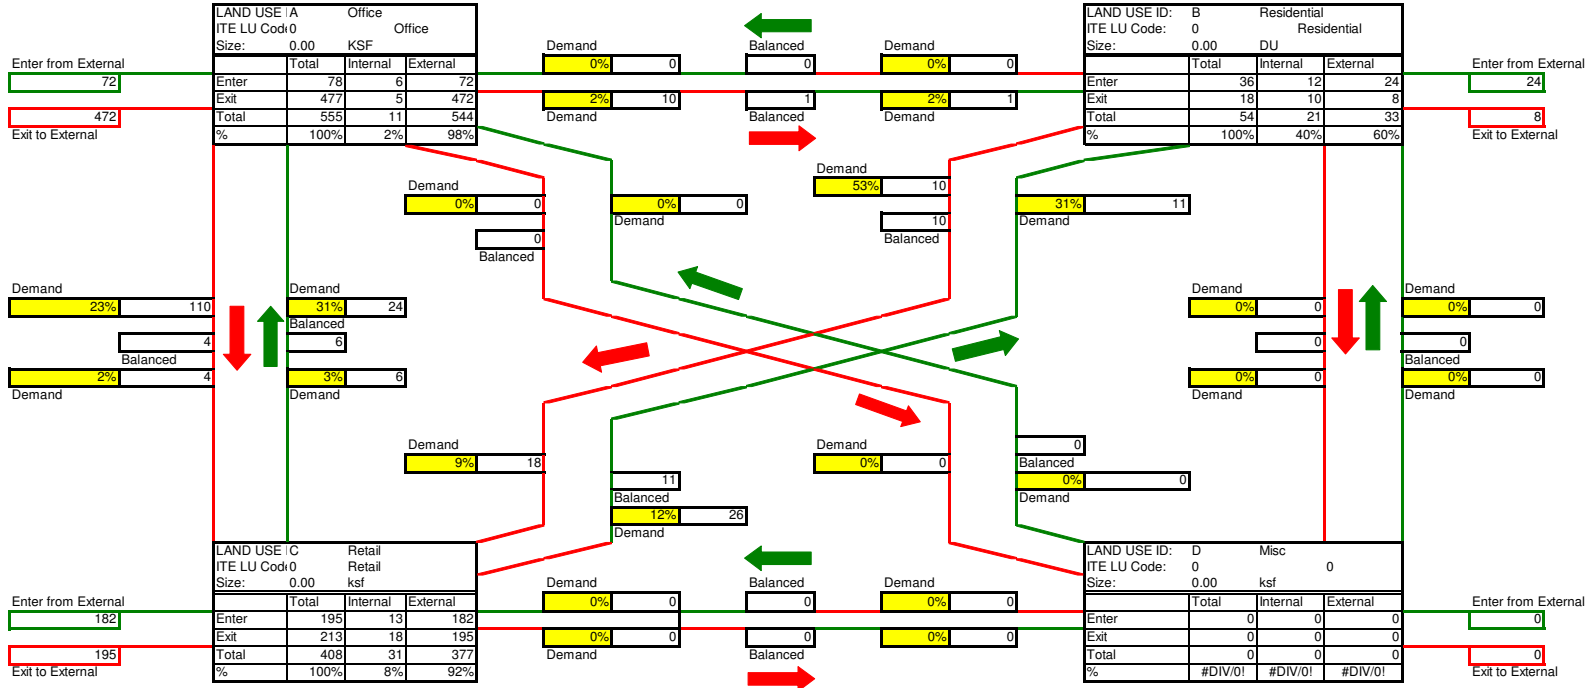 LAND USE I A Office
ITE LU Code 0 Office
Size: 0.00 KSF
Total Internal External
Enter 78 6 72
Exit 477 5 472
Total 555 11 544
% 100% 2% 98%
Enter from External
72
472
Exit to External
Demand
0% 0
Balanced
0
Demand
0% 0
2% 10
Demand
1
Balanced
2% 1
Demand
LAND USE ID: B Residential
ITE LU Code: 0 Residential
Size: 0.00 DU
Total Internal External
Enter 36 12 24
Exit 18 10 8
Total 54 21 33
% 100% 40% 60%
Enter from External
24
8
Exit to External
Demand
0% 0
0
Balanced
0% 0
Demand
Demand
53% 10
10
Balanced
31% 11
Demand
Demand
23% 110
4
Balanced
2% 4
Demand
Demand
31% 24
Balanced
6
3% 6
Demand
Demand
0% 0
0
0% 0
Demand
Demand
0% 0
0
Balanced
0% 0
Demand
Demand
9% 18
11
Balanced
12% 26
Demand
Demand
0% 0
0
Balanced
0% 0
Demand
LAND USE I C Retail
ITE LU Code 0 Retail
Size: 0.00 ksf
Total Internal External
Enter 195 13 182
Exit 213 18 195
Total 408 31 377
% 100% 8% 92%
Enter from External
182
195
Exit to External
Demand
0% 0
Balanced
0
Demand
0% 0
0% 0
Demand
0
Balanced
0% 0
Demand
LAND USE ID: D Misc
ITE LU Code: 0 0
Size: 0.00 ksf
Total Internal External
Enter 0 0 0
Exit 0 0 0
Total 0 0 0
% #DIV/0! #DIV/0! #DIV/0!
Enter from External
0
0
Exit to External